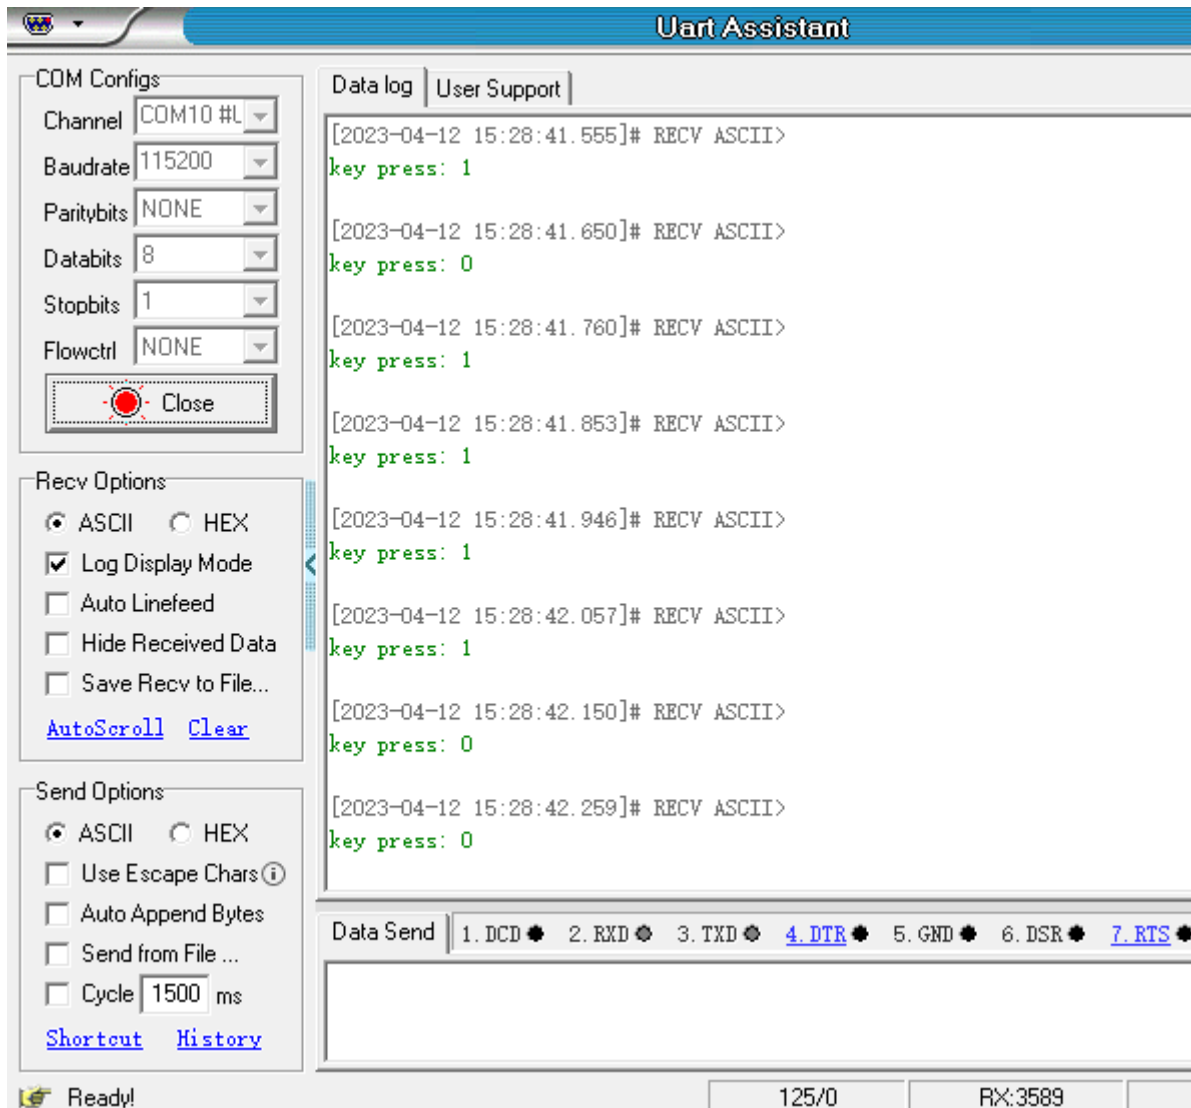 Uart Assistant
COM Configs
Channel COM10 #U
Baudrate 115200
Paritybits NONE
Databits 8
Stopbits 1
Flowctrl NONE
Close
Recv Options
ASCII HEX
Log Display Mode
Auto Linefeed
Hide Received Data
Save Recv to File...
AutoScroll Clear
Send Options
ASCII HEX
Use Escape Chars
Auto Append Bytes
Send from File ...
Cycle 1500 ms
Shortcut History
Data log User Support
[2023-04-12 15:28:41.555]# RECV ASCII>
key press: 1
[2023-04-12 15:28:41.650]# RECV ASCII>
key press: 0
[2023-04-12 15:28:41.760]# RECV ASCII>
key press: 1
[2023-04-12 15:28:41.853]# RECV ASCII>
key press: 1
[2023-04-12 15:28:41.946]# RECV ASCII>
key press: 1
[2023-04-12 15:28:42.057]# RECV ASCII>
key press: 1
[2023-04-12 15:28:42.150]# RECV ASCII>
key press: 0
[2023-04-12 15:28:42.259]# RECV ASCII>
key press: 0
Data Send 1. DCD 2. RXD 3. TXD 4. DTR 5. GND 6. DSR 7. RTS
Ready! 125/0 RX:3589